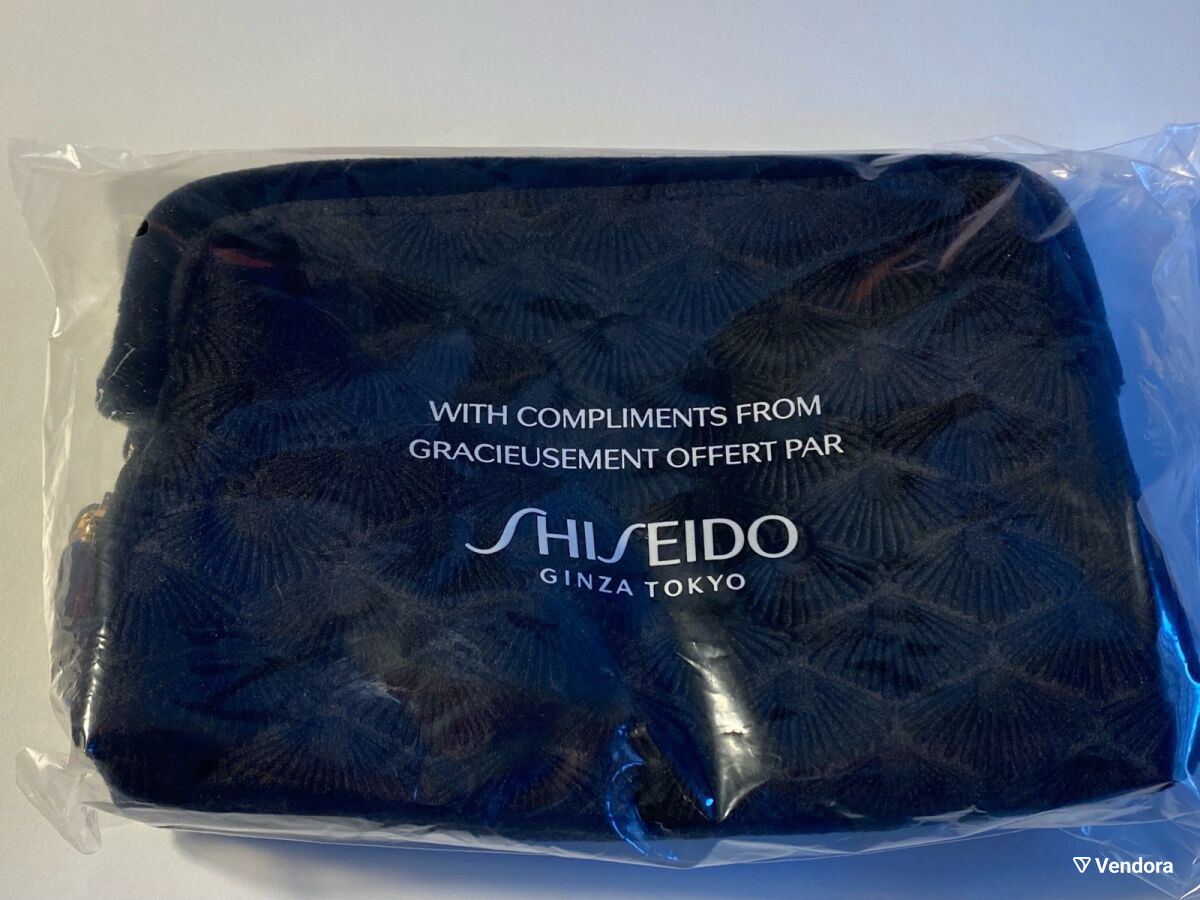 WITH COMPLIMENTS FROM
GRACIEUSEMENT OFFERT PAR
SHISEIDO
GINZA TOKYO
Vendora